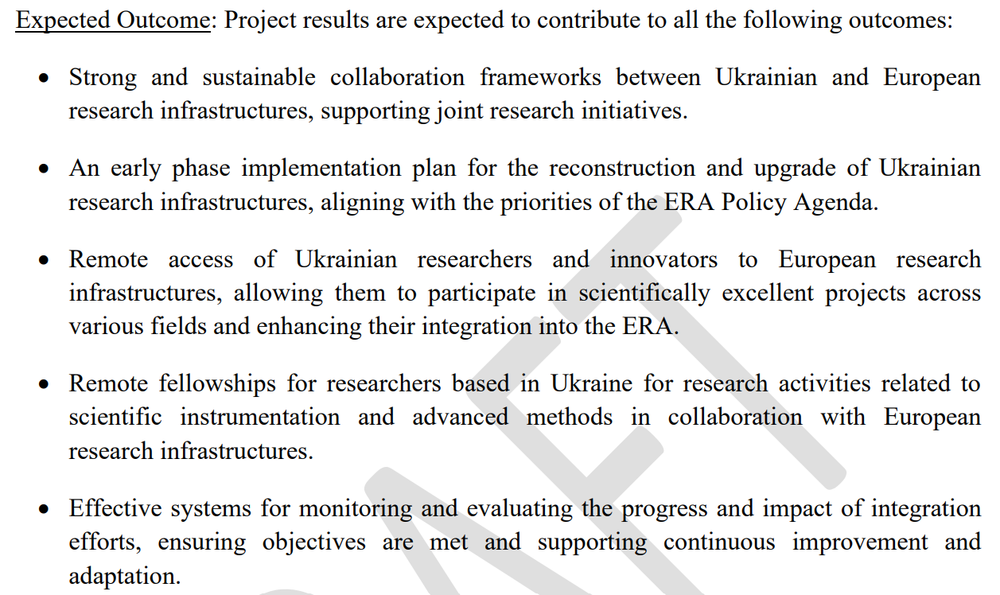 Expected Outcome: Project results are expected to contribute to all the following outcomes:
• Strong and sustainable collaboration frameworks between Ukrainian and European
research infrastructures, supporting joint research initiatives.
• An early phase implementation plan for the reconstruction and upgrade of Ukrainian
research infrastructures, aligning with the priorities of the ERA Policy Agenda.
• Remote access of Ukrainian researchers and innovators to European research
infrastructures, allowing them to participate in scientifically excellent projects across
various fields and enhancing their integration into the ERA.
• Remote fellowships for researchers based in Ukraine for research activities related to
scientific instrumentation and advanced methods in collaboration with European
research infrastructures.
• Effective systems for monitoring and evaluating the progress and impact of integration
efforts, ensuring objectives are met and supporting continuous improvement and
adaptation.